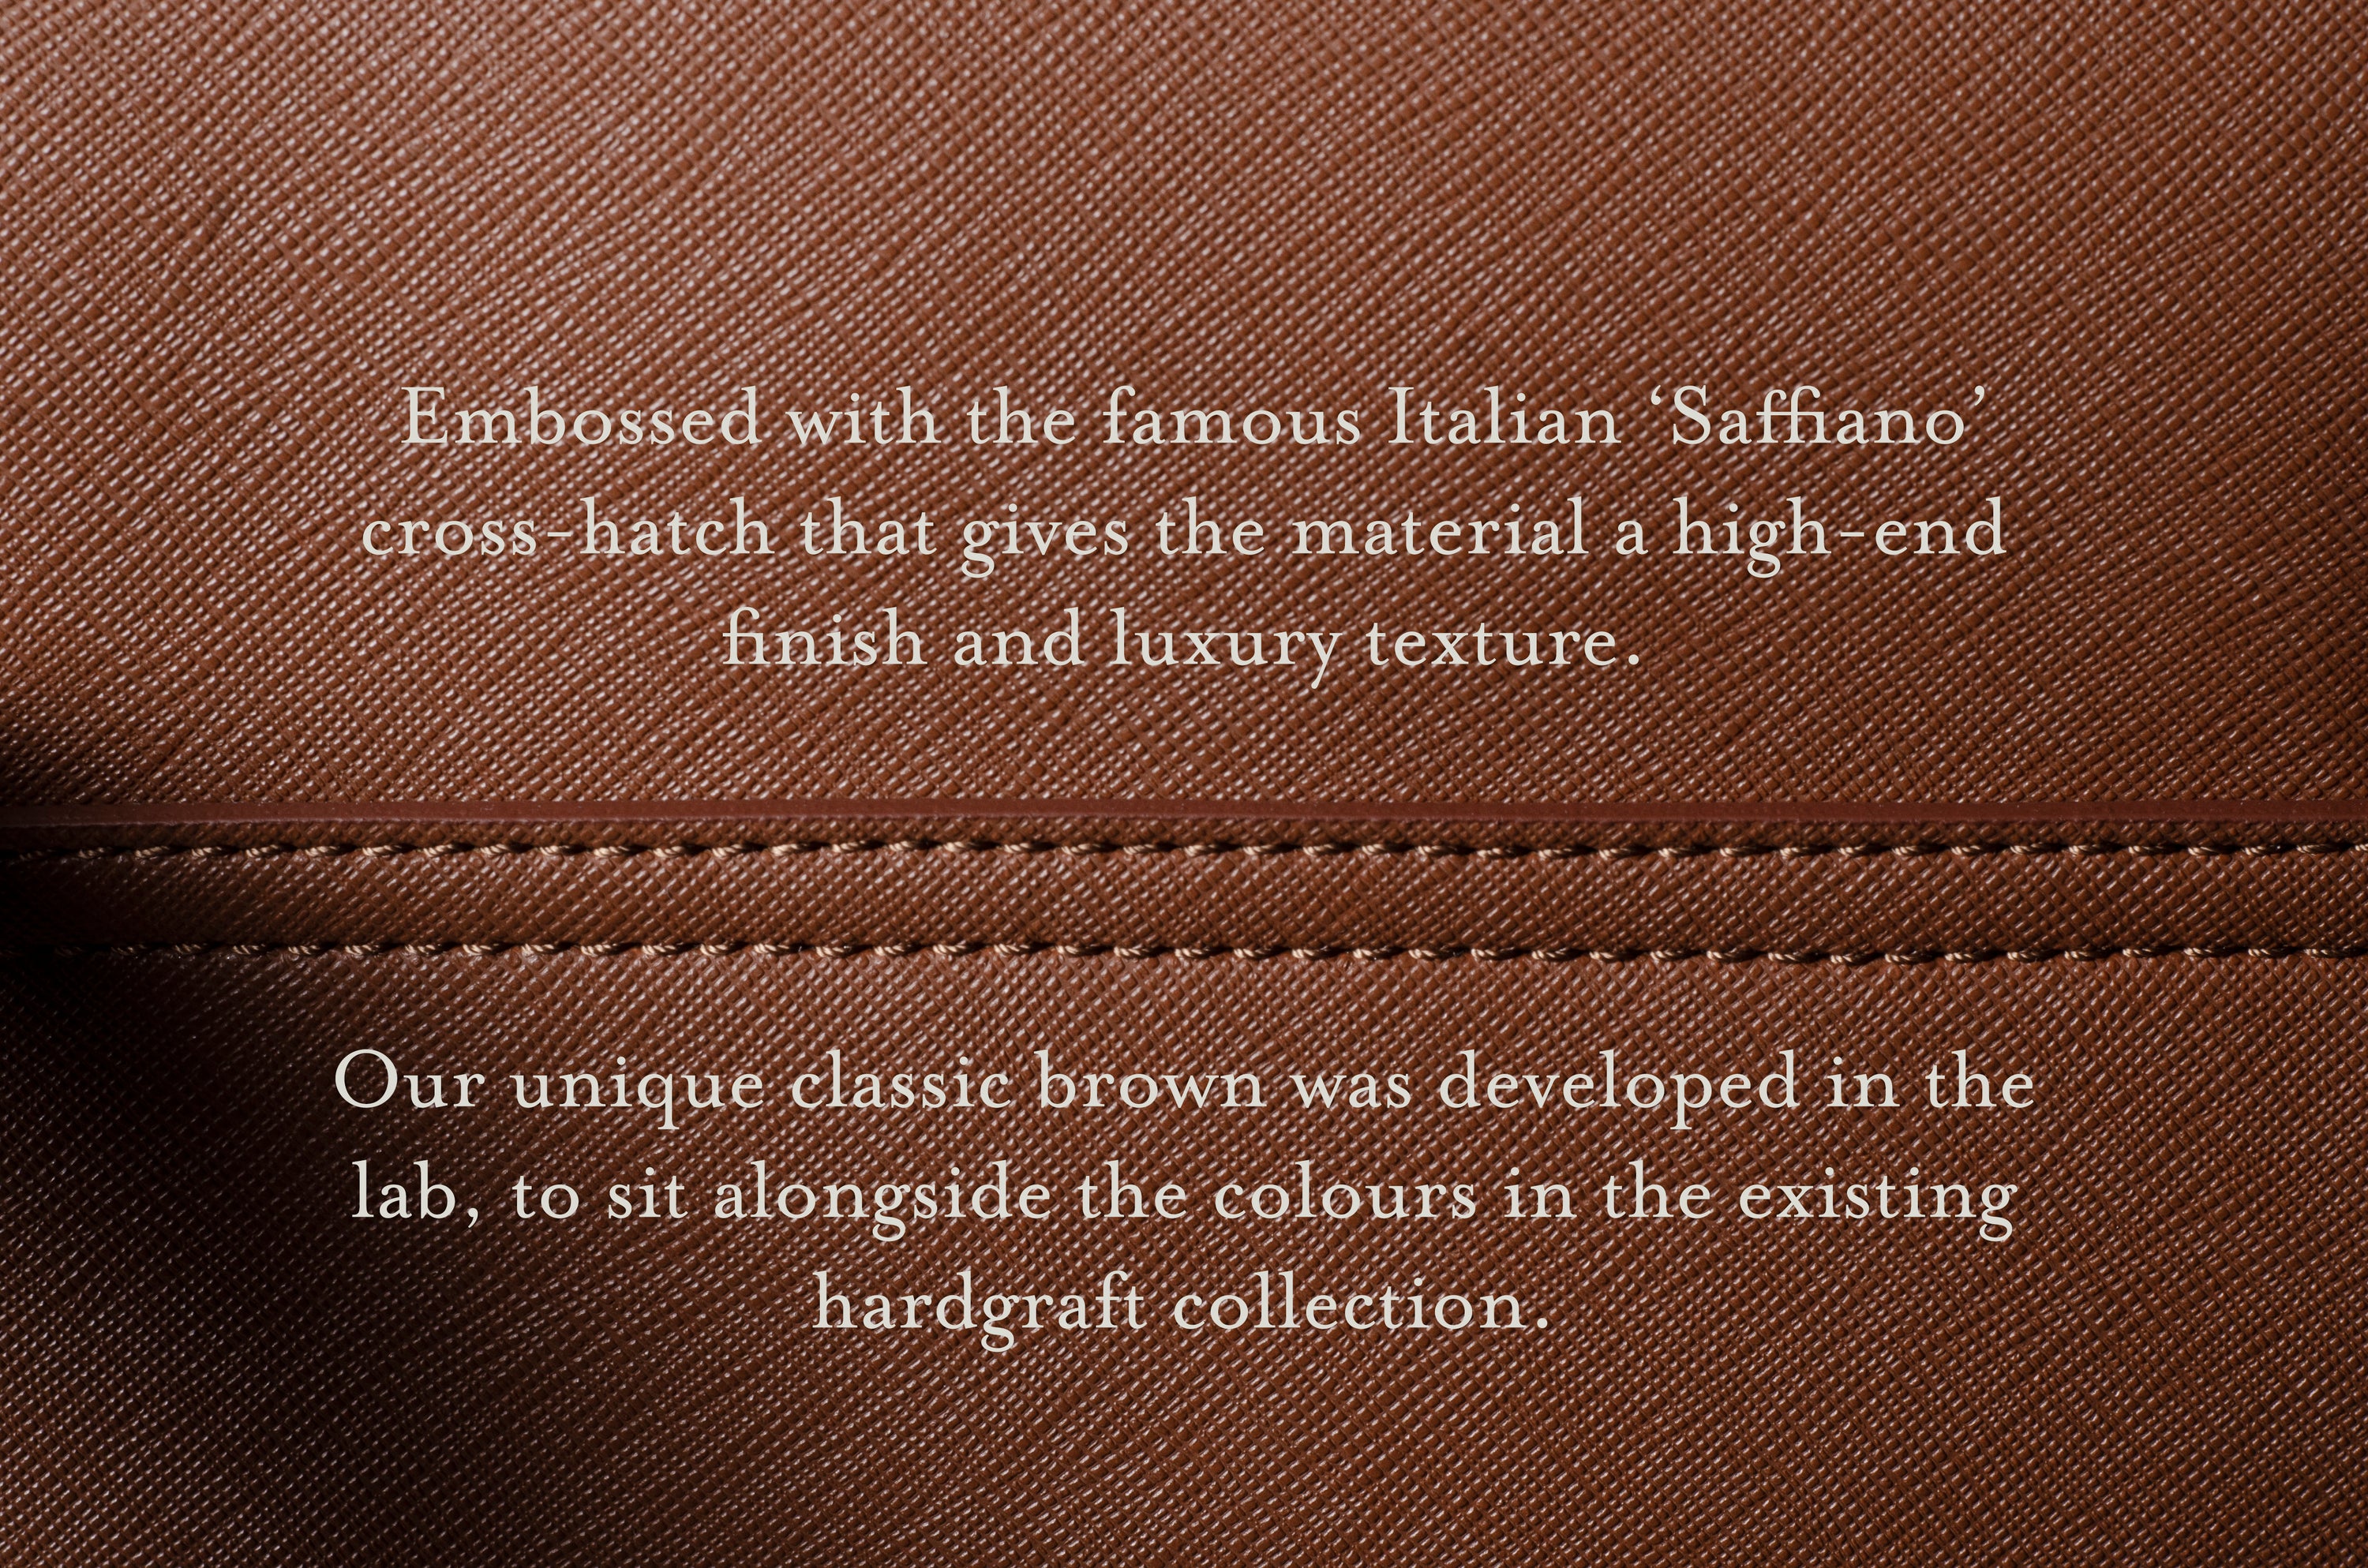 Embossed with the famous Italian ‘Saffiano’
cross-hatch that gives the material a high-end
finish and luxury texture.
Our unique classic brown was developed in the
lab, to sit alongside the colours in the existing
hardgraft collection.